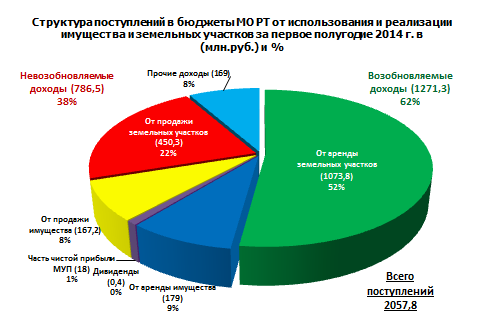 Структура поступлений в бюджеты МО РТ от использования и реализации
имущества и земельных участков за первое полугодие 2014 г. в
(млн.руб.) и %
Невозобновляемые
доходы (786,5)
38%
Прочие доходы (169)
8%
Возобновляемые
доходы (1271,3)
62%
От продажи
земельных участков
(450,3)
22%
От аренды
земельных участков
(1073,8)
52%
От продажи
имущества (167,2)
8%
Часть чистой прибыли
МУП (18)
1%
Дивиденды
(0,4)
0%
От аренды имущества
(179)
9%
Всего
поступлений
2057,8